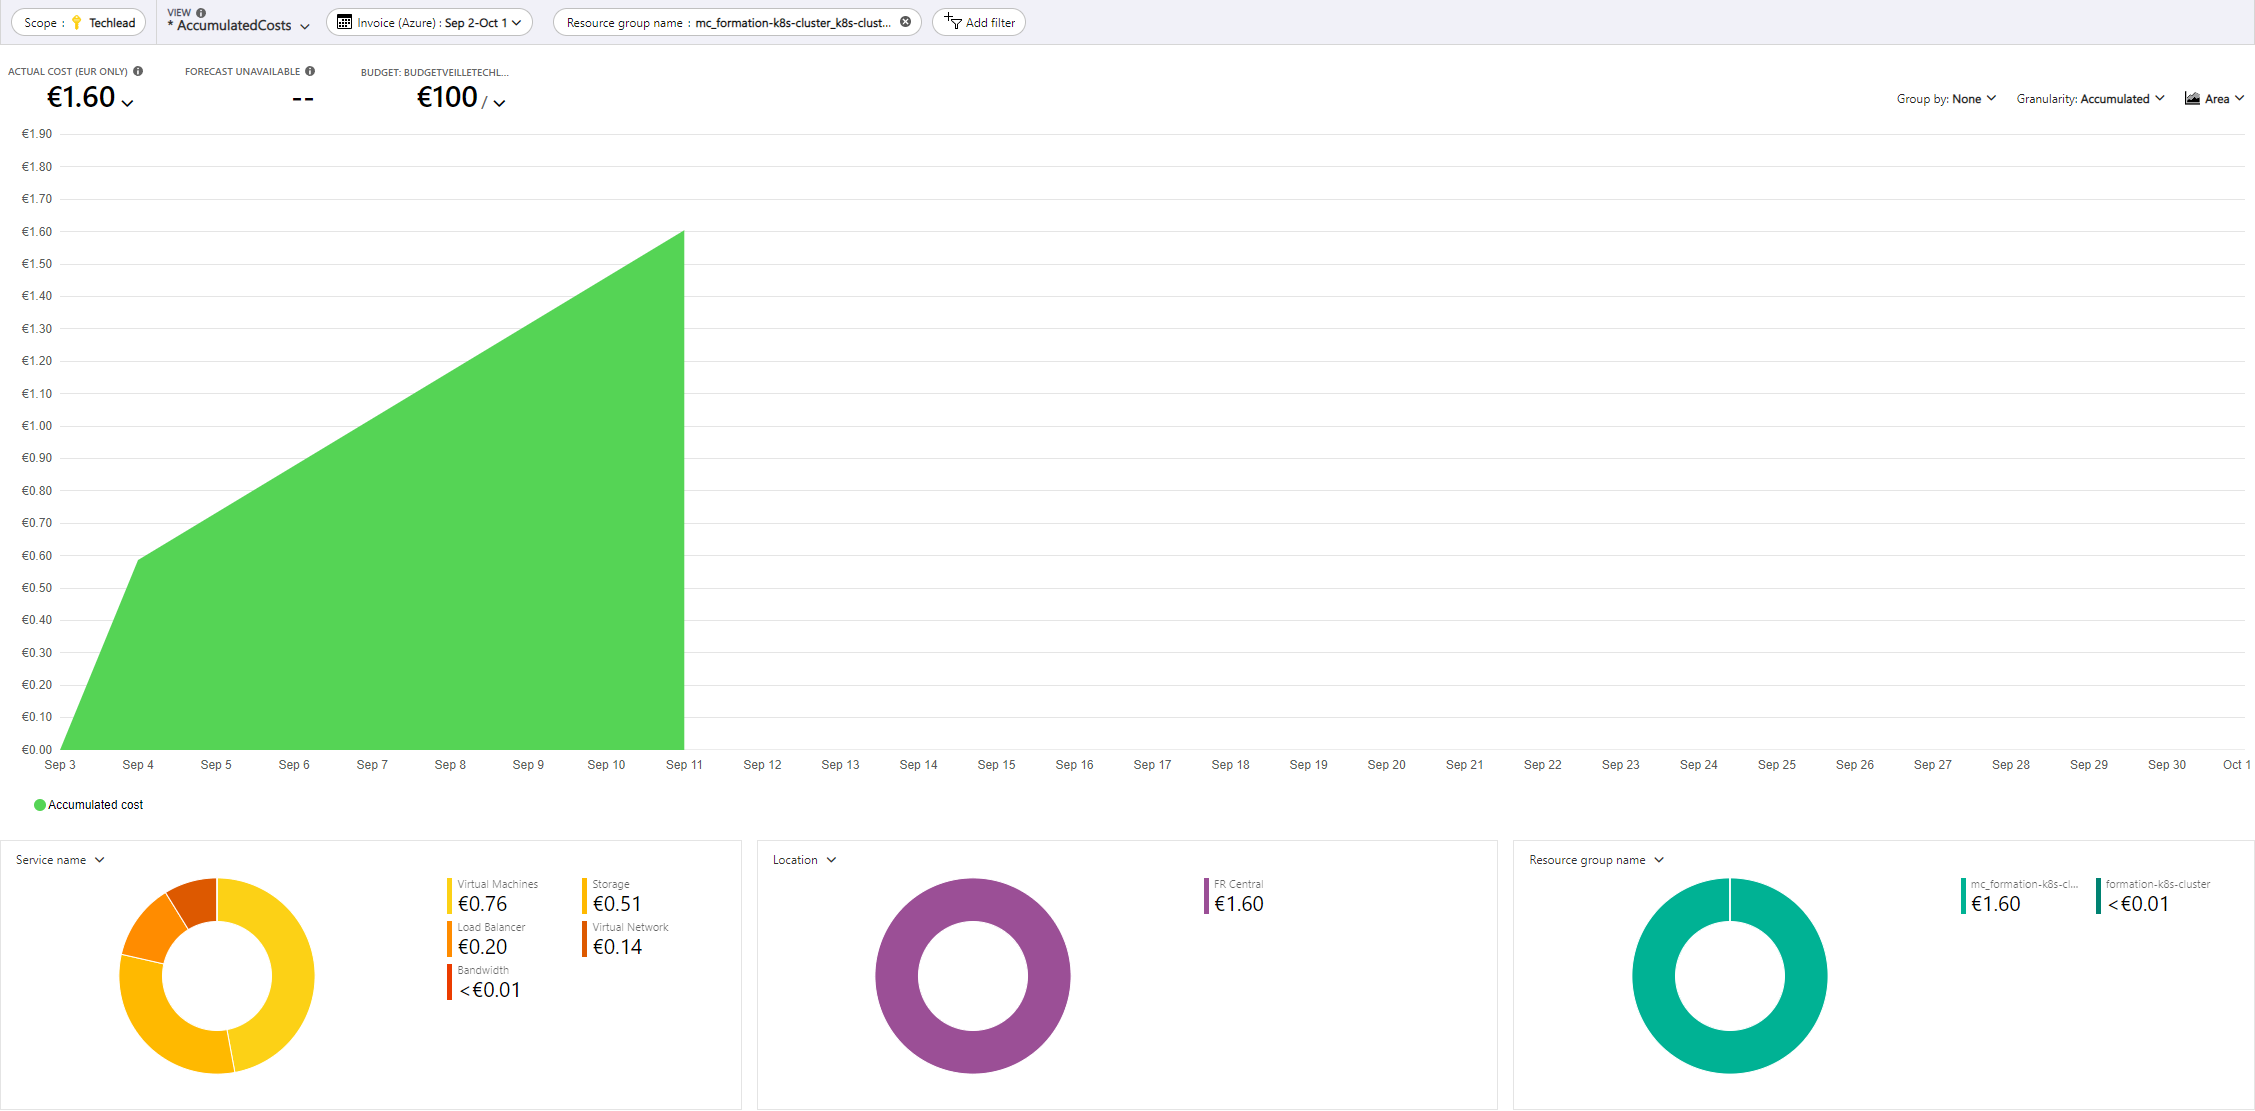 Scope : Techlead
VIEW
* AccumulatedCosts
Invoice (Azure) : Sep 2-Oct 1
Resource group name : mc_formation-k8s-cluster_k8s-clust...
Add filter
ACTUAL COST (EUR ONLY)
€1.60
FORECAST UNAVAILABLE
--
BUDGET: BUDGETVEILLETECHL...
€100 /
Group by: None
Granularity: Accumulated
Area
€1.90
€1.80
€1.70
€1.60
€1.50
€1.40
€1.30
€1.20
€1.10
€1.00
€0.90
€0.80
€0.70
€0.60
€0.50
€0.40
€0.30
€0.20
€0.10
€0.00
Sep 3 Sep 4 Sep 5 Sep 6 Sep 7 Sep 8 Sep 9 Sep 10 Sep 11 Sep 12 Sep 13 Sep 14 Sep 15 Sep 16 Sep 17 Sep 18 Sep 19 Sep 20 Sep 21 Sep 22 Sep 23 Sep 24 Sep 25 Sep 26 Sep 27 Sep 28 Sep 29 Sep 30 Oct 1
Accumulated cost
Service name
Virtual Machines
€0.76
Storage
€0.51
Load Balancer
€0.20
Virtual Network
€0.14
Bandwidth
<€0.01
Location
FR Central
€1.60
Resource group name
mc_formation-k8s-cl...
€1.60
formation-k8s-cluster
<€0.01